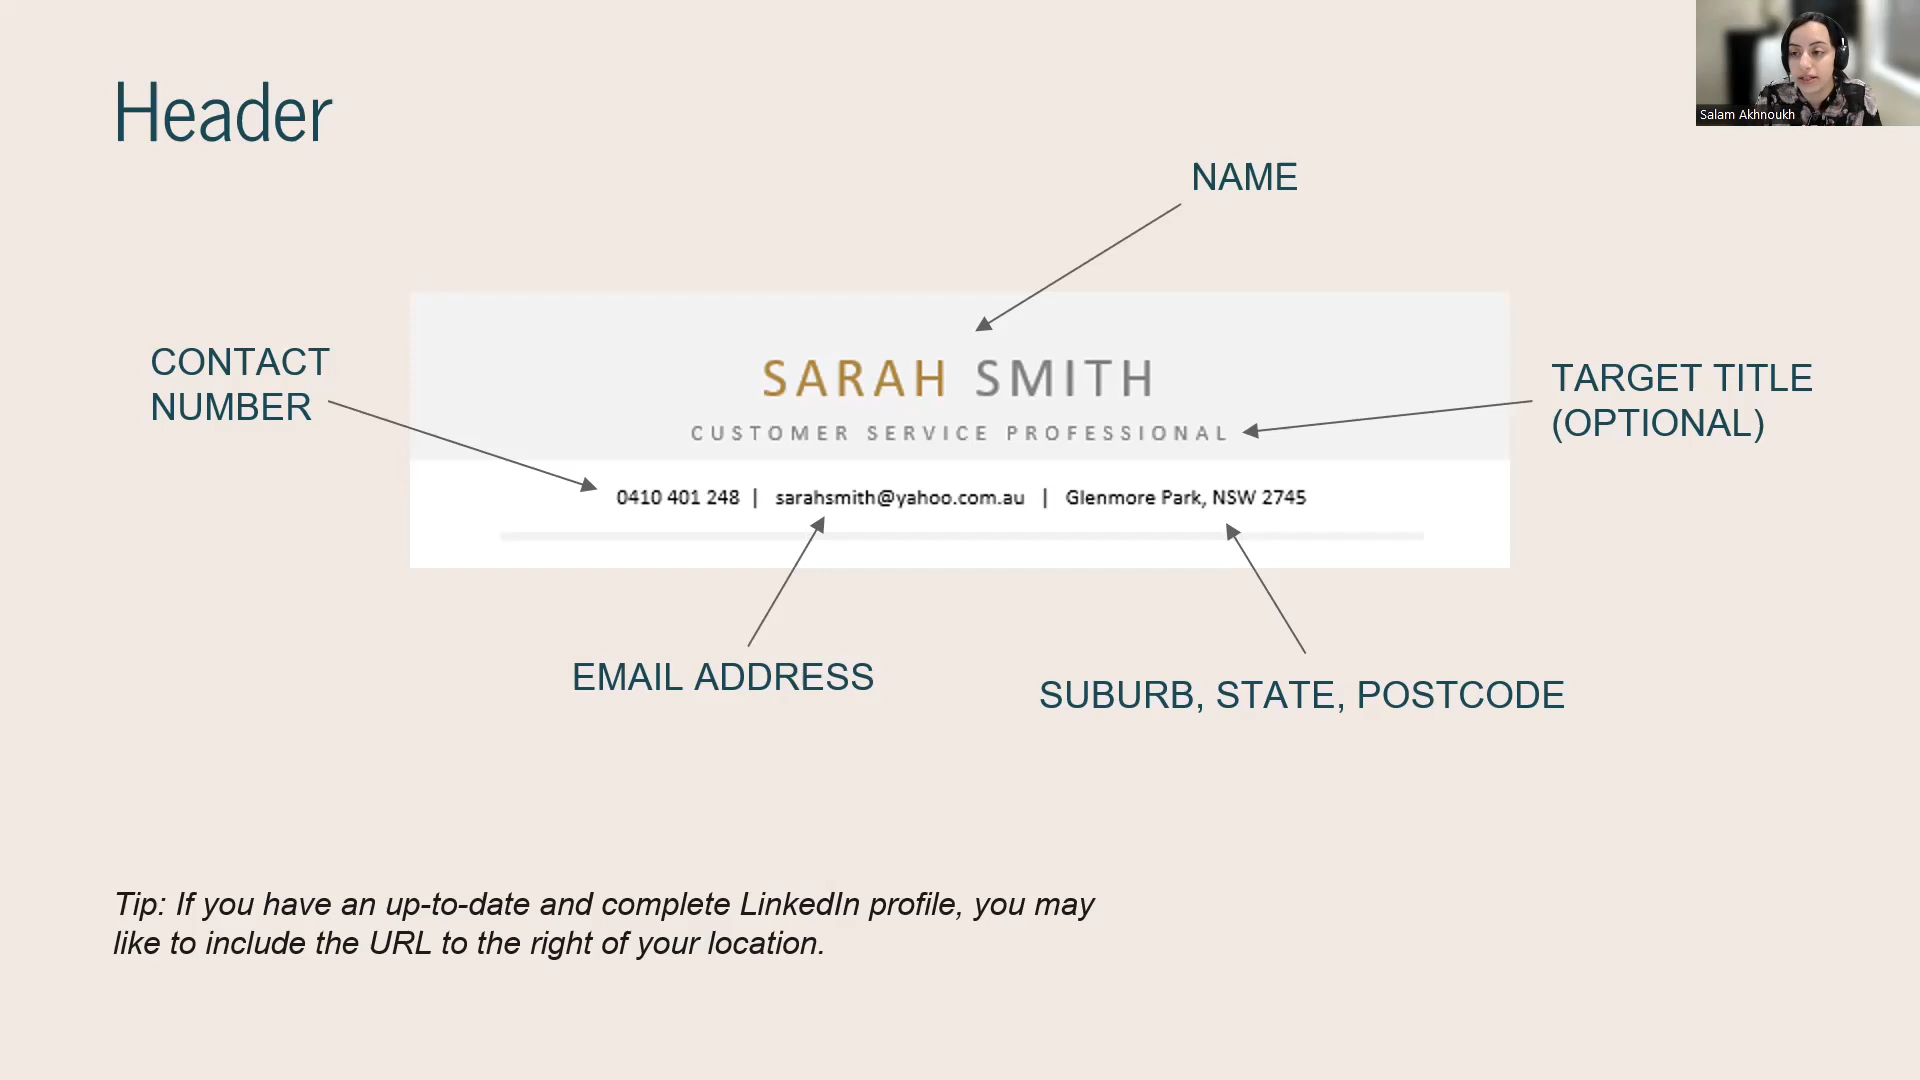 Header
Salam Akhnoukh
NAME
CONTACT
NUMBER
SARAH SMITH
CUSTOMER SERVICE PROFESSIONAL
TARGET TITLE
(OPTIONAL)
0410 401 248 | sarahsmith@yahoo.com.au | Glenmore Park, NSW 2745
EMAIL ADDRESS
SUBURB, STATE, POSTCODE
Tip: If you have an up-to-date and complete LinkedIn profile, you may
like to include the URL to the right of your location.